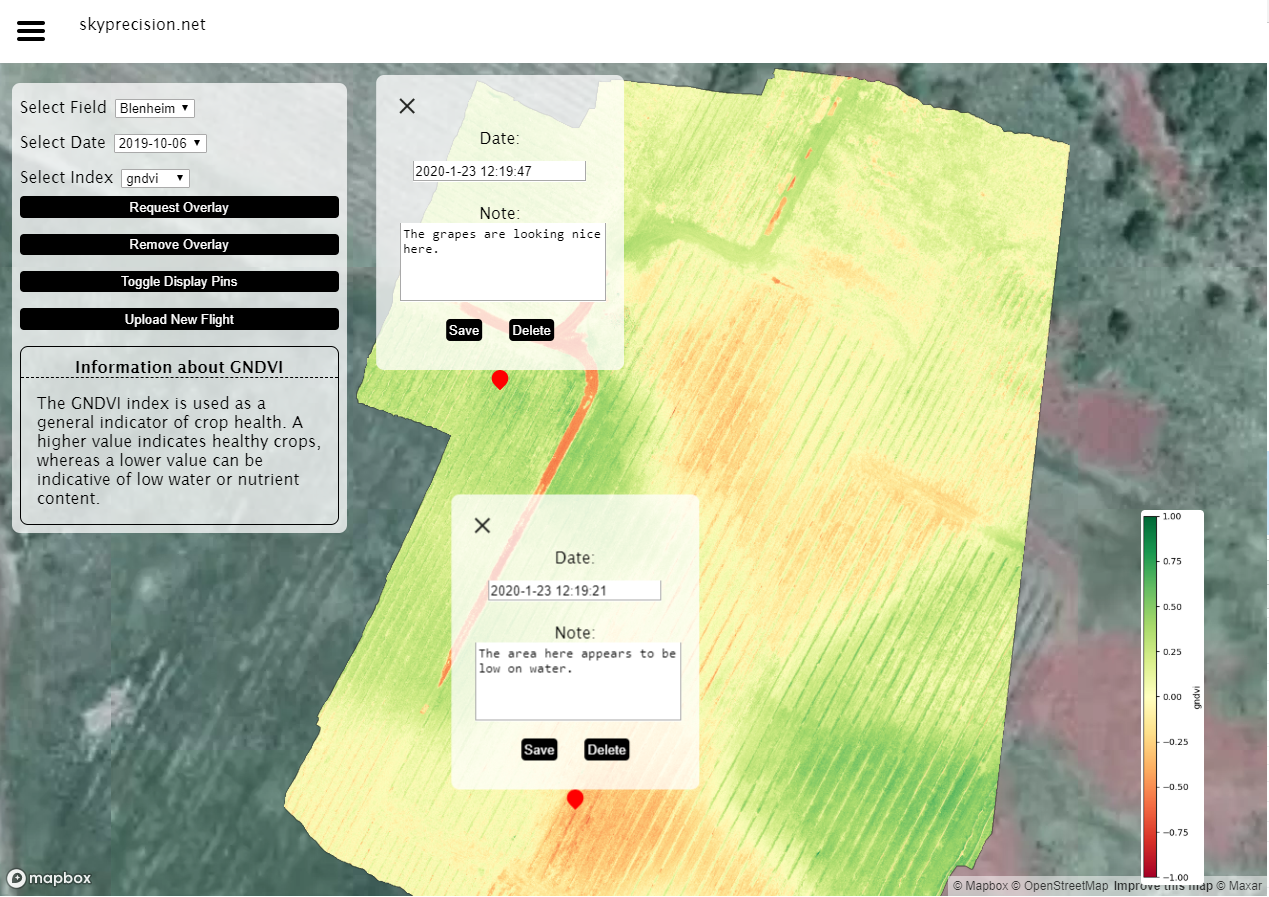 skyprecision.net
Select Field Blenheim
Select Date 2019-10-06
Select Index gndvi
Request Overlay
Remove Overlay
Toggle Display Pins
Upload New Flight
Information about GNDVI
The GNDVI index is used as a
general indicator of crop health. A
higher value indicates healthy crops,
whereas a lower value can be
indicative of low water or nutrient
content.
Date:
2020-1-23 12:19:47
Note:
The grapes are looking nice
here.
Save Delete
Date:
2020-1-23 12:19:21
Note:
The area here appears to be
low on water.
Save Delete
1.00
0.75
0.50
0.25
0.00
−0.25
−0.50
−0.75
−1.00
gndvi
mapbox
© Mapbox © OpenStreetMap Improve this map © Maxar